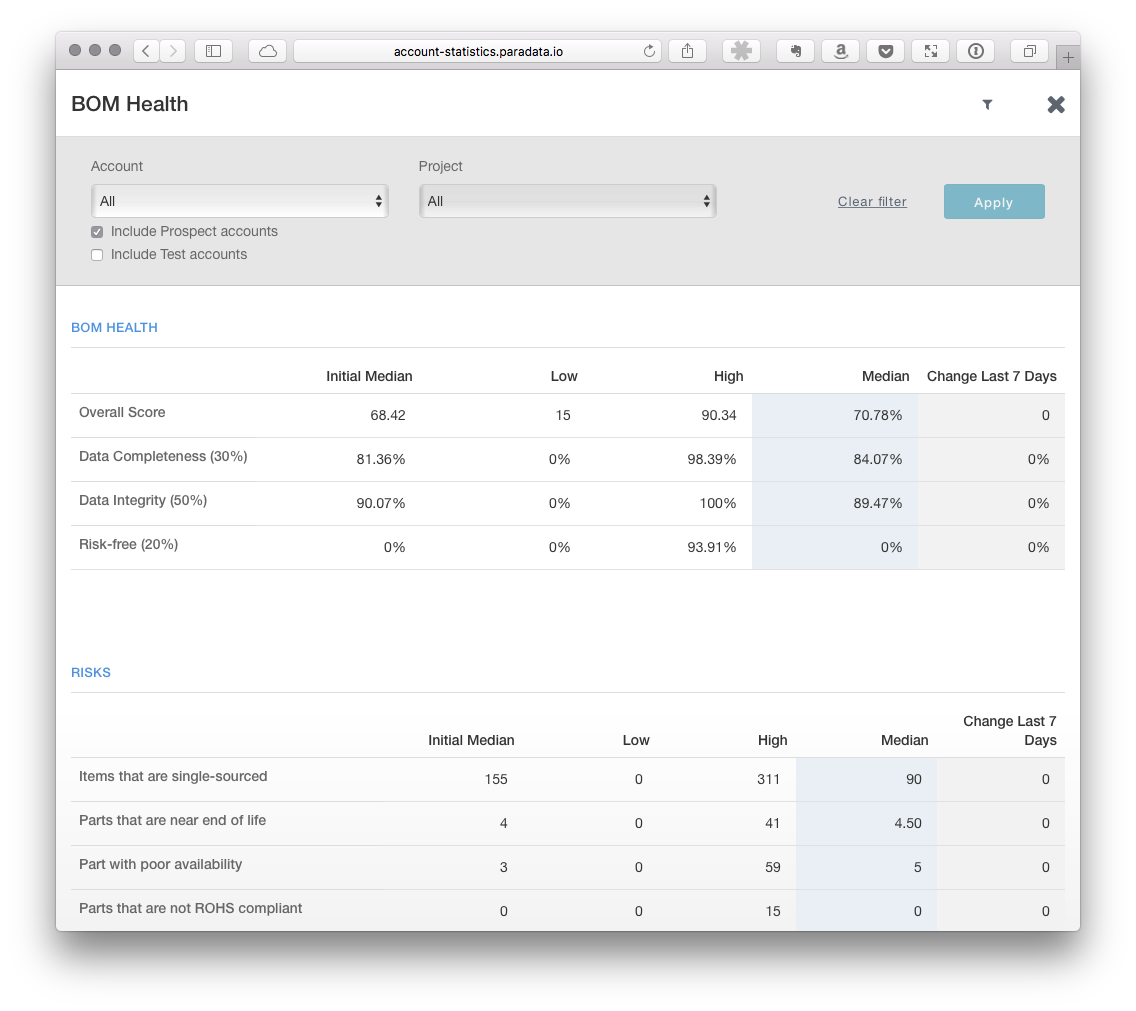 account-statistics.paradata.io
BOM Health
Account Project
All All Clear filter Apply
Include Prospect accounts
Include Test accounts
BOM HEALTH
Initial Median Low High Median Change Last 7 Days
Overall Score 68.42 15 90.34 70.78% 0
Data Completeness (30%) 81.36% 0% 98.39% 84.07% 0%
Data Integrity (50%) 90.07% 0% 100% 89.47% 0%
Risk-free (20%) 0% 0% 93.91% 0% 0%
RISKS
Initial Median Low High Median Change Last 7
Days
Items that are single-sourced 155 0 311 90 0
Parts that are near end of life 4 0 41 4.50 0
Part with poor availability 3 0 59 5 0
Parts that are not ROHS compliant 0 0 15 0 0